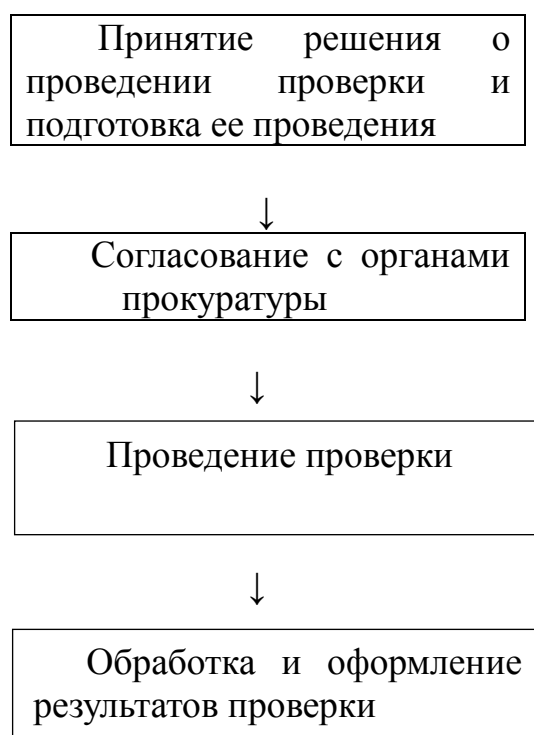 Принятие решения о
проведении проверки и
подготовка ее проведения
↓
Согласование с органами
прокуратуры
↓
Проведение проверки
↓
Обработка и оформление
результатов проверки